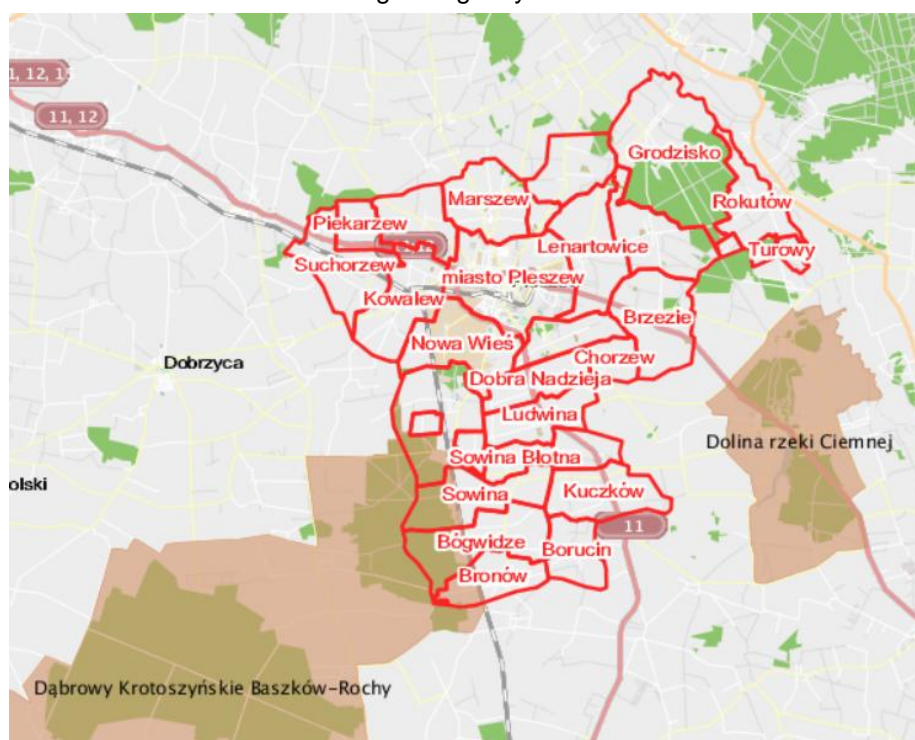 1, 12, 15
11, 12
Grodzisko
Marszew
Rokutów
Piekarzew
Lenartowice
Turowy
Suchorzew
miasto Pleszew
Kowalew
Brzezie
Nowa Wieś
Chorzew
Dobrzyca
Dobra Nadzieja
Ludwina
Dolina rzeki Ciemnej
Sowina Błotna
olski
Sowina
Kuczków
11
Bógwidze
Borucin
Bronów
Dąbrowy Krotoszyńskie Baszków-Rochy